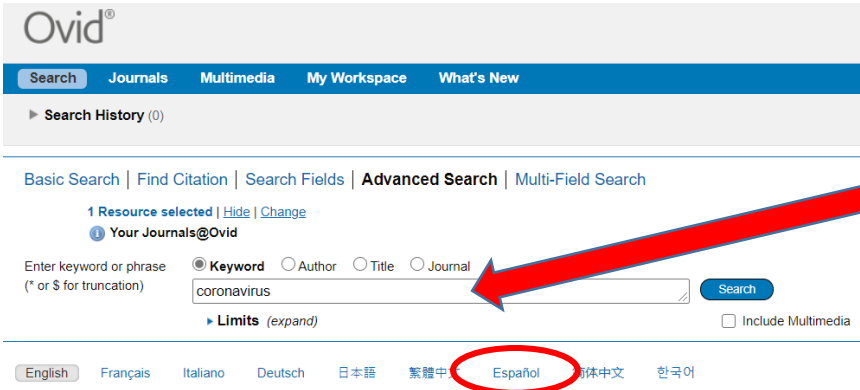 Ovid®
Search Journals Multimedia My Workspace What's New
Search History (0)
Basic Search | Find Citation | Search Fields | Advanced Search | Multi-Field Search
1 Resource selected | Hide | Change
Your Journals@Ovid
Enter keyword or phrase
(* or $ for truncation)
Keyword Author Title Journal
coronavirus
Search
Limits (expand)
Include Multimedia
English Français Italiano Deutsch 日本語 繁體中文 Español 简体中文 한국어